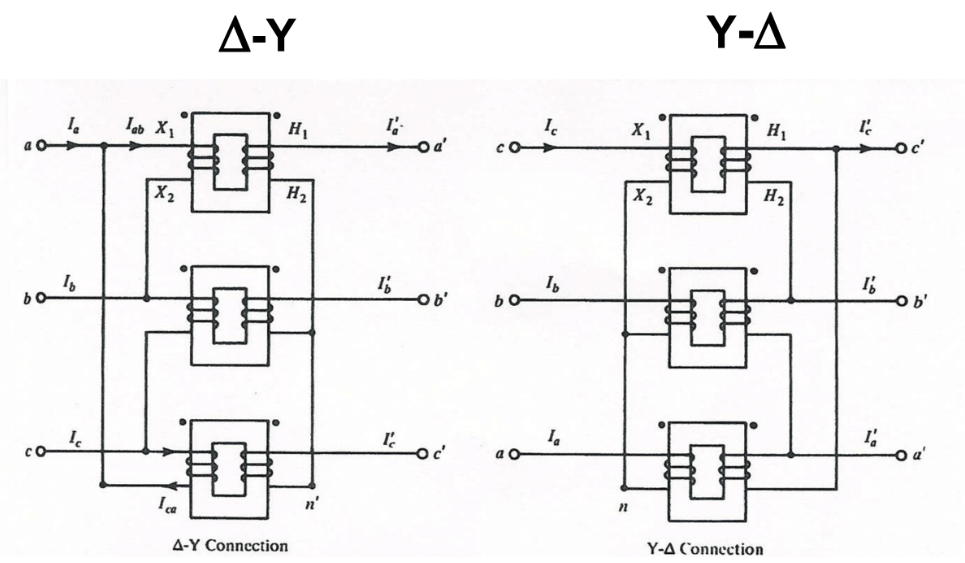 Δ-Y
Y-Δ
a I_a I_ab X_1 H_1 I'_a a'
X_2 H_2
b I_b I'_b b'
c I_c I'_c c'
I_ca n'
Δ-Y Connection
c I_c X_1 H_1 I'_c c'
X_2 H_2
b I_b I'_b b'
a I_a I'_a a'
n
Y-Δ Connection